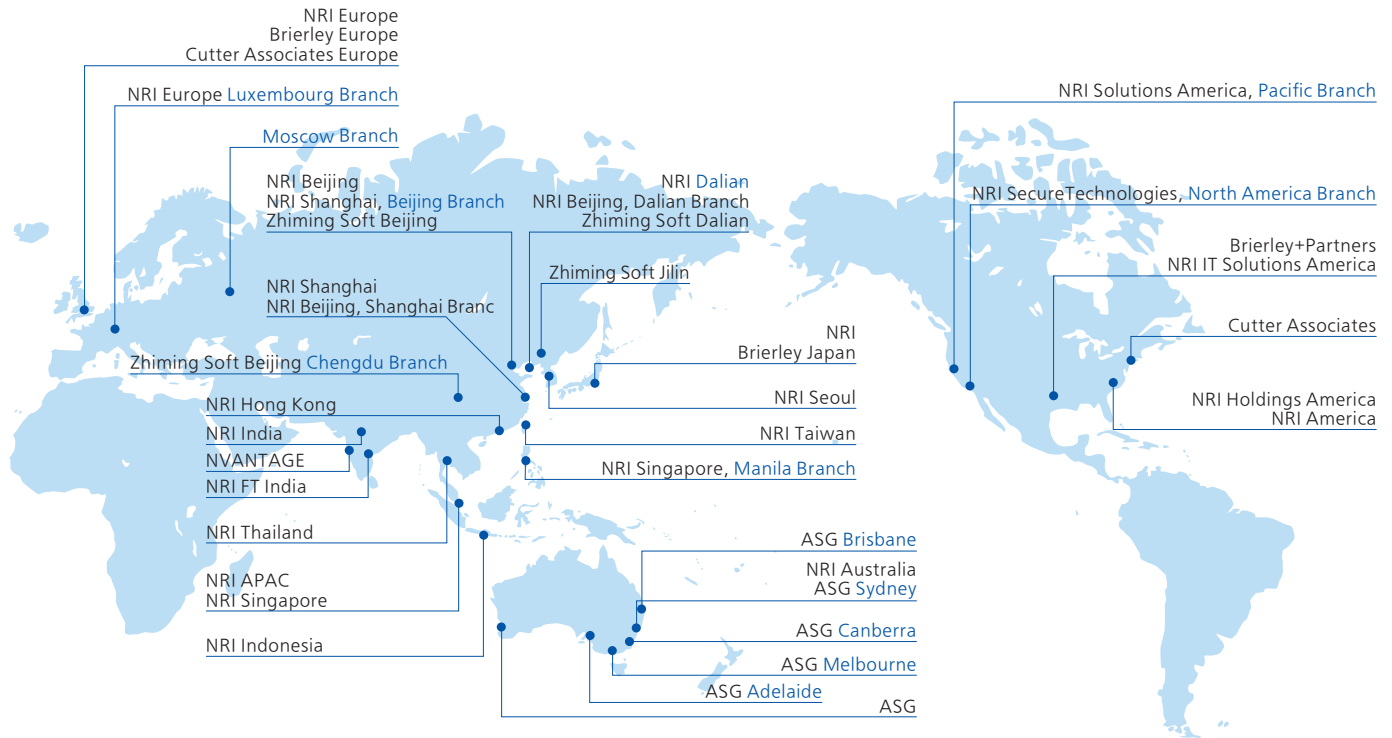 NRI Europe
Brierley Europe
Cutter Associates Europe
NRI Europe Luxembourg Branch
Moscow Branch
NRI Beijing
NRI Shanghai, Beijing Branch
Zhiming Soft Beijing
NRI Dalian
NRI Beijing, Dalian Branch
Zhiming Soft Dalian
Zhiming Soft Jilin
NRI Shanghai
NRI Beijing, Shanghai Branc
NRI
Brierley Japan
Zhiming Soft Beijing Chengdu Branch
NRI Seoul
NRI Hong Kong
NRI India
NRI Taiwan
NVANTAGE
NRI Singapore, Manila Branch
NRI FT India
NRI Thailand
NRI APAC
NRI Singapore
NRI Indonesia
ASG Brisbane
NRI Australia
ASG Sydney
ASG Canberra
ASG Melbourne
ASG Adelaide
ASG
NRI Solutions America, Pacific Branch
NRI SecureTechnologies, North America Branch
Brierley+Partners
NRI IT Solutions America
Cutter Associates
NRI Holdings America
NRI America